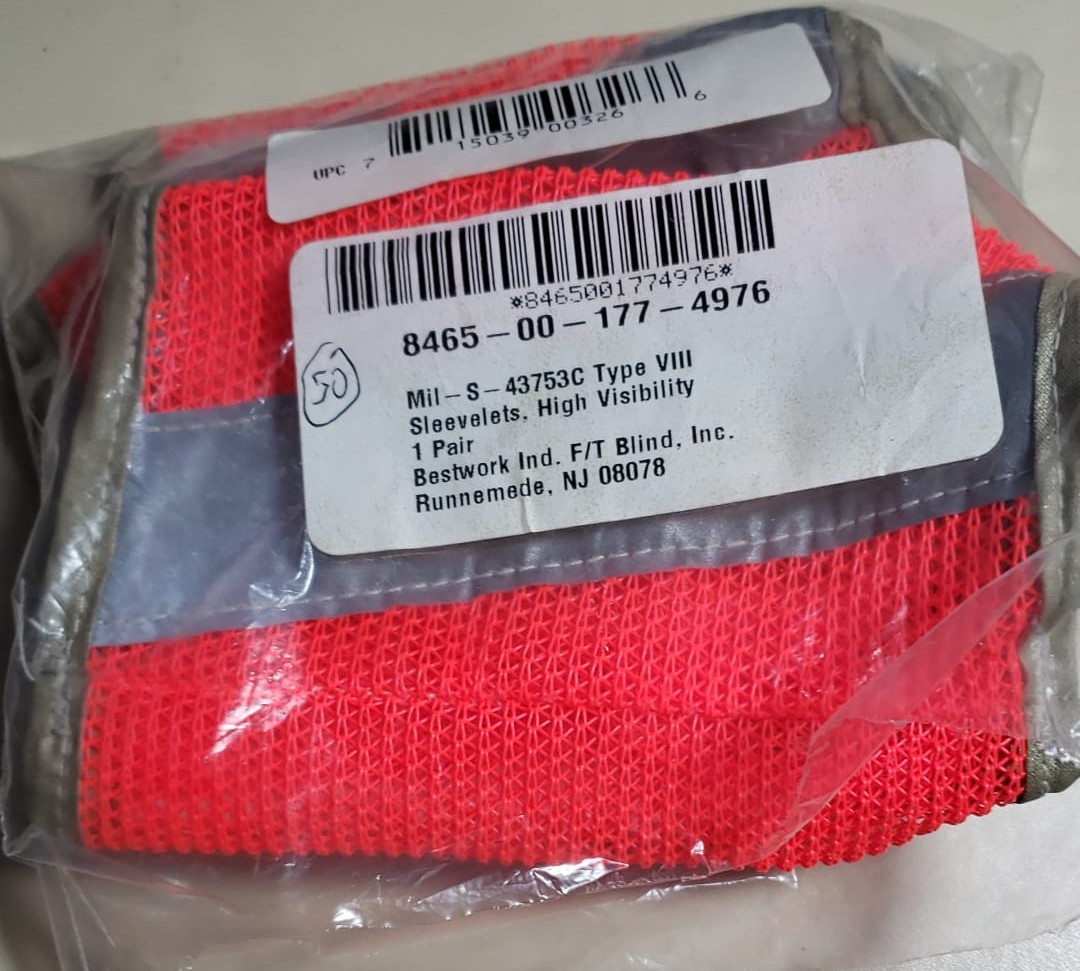 UPC 7 15039 00326 6
*8465001774976*
8465-00-177-4976
50
Mil-S-43753C Type VIII
Sleevelets, High Visibility
1 Pair
Bestwork Ind. F/T Blind, Inc.
Runnemede, NJ 08078